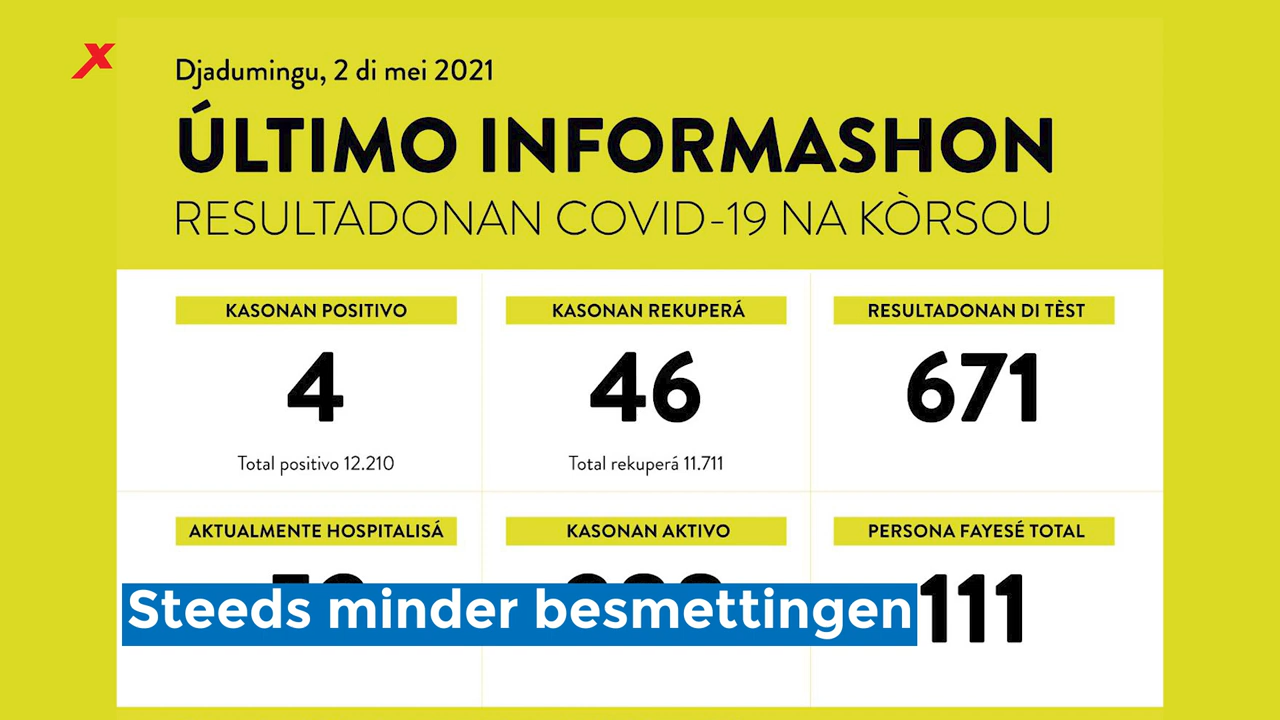 X
Djadumingu, 2 di mei 2021
ÚLTIMO INFORMASHON
RESULTADONAN COVID-19 NA KÒRSOU
KASONAN POSITIVO
4
Total positivo 12.210
KASONAN REKUPERÁ
46
Total rekuperá 11.711
RESULTADONAN DI TÈST
671
AKTUALMENTE HOSPITALISÁ
KASONAN AKTIVO
PERSONA FAYESÉ TOTAL
111
Steeds minder besmettingen